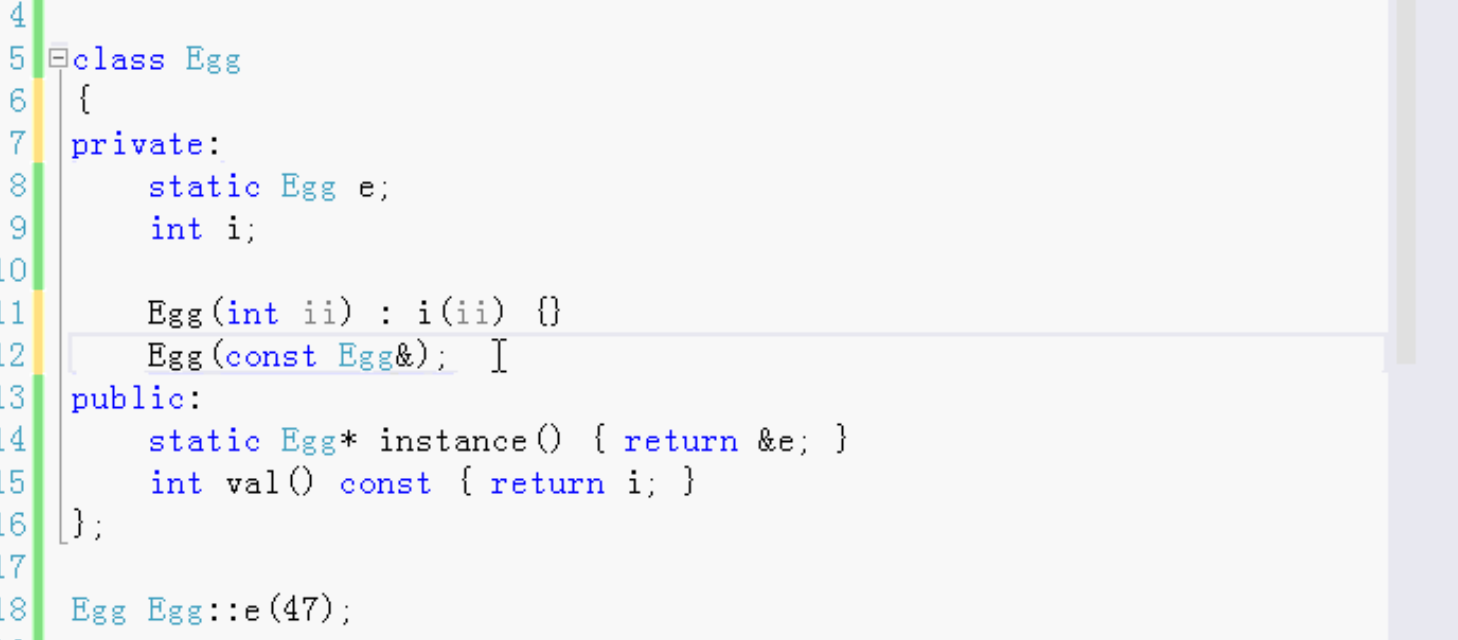 4
5 class Egg
6 {
7 private:
8 static Egg e;
9 int i;
10
11 Egg(int ii) : i(ii) {}
12 Egg(const Egg&);
13 public:
14 static Egg* instance() { return &e; }
15 int val() const { return i; }
16 };
17
18 Egg Egg::e(47);